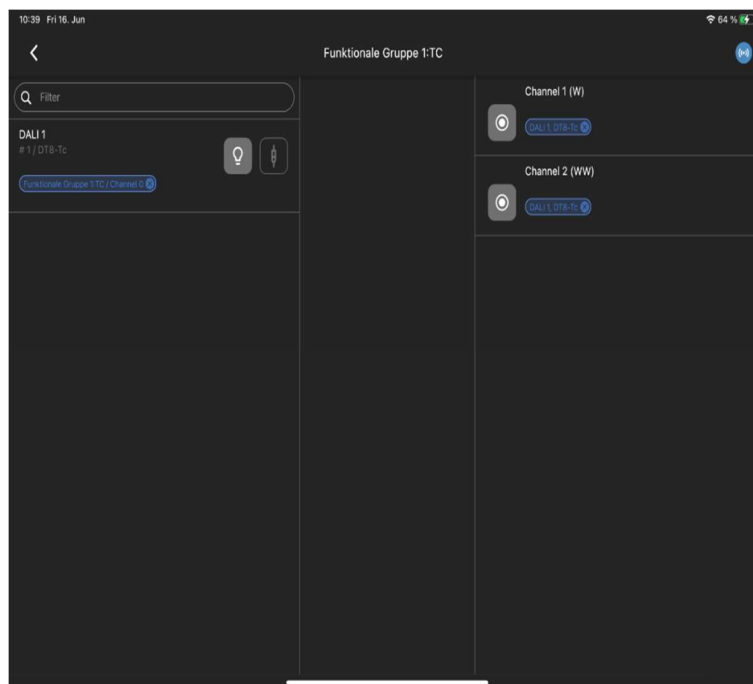 10:39 Fri 16. Jun
64 %
Funktionale Gruppe 1:TC
Filter
DALI 1
# 1 / DT8-Tc
Funktionale Gruppe 1:TC / Channel 0
Channel 1 (W)
DALI 1, DT8-Tc
Channel 2 (WW)
DALI 1, DT8-Tc